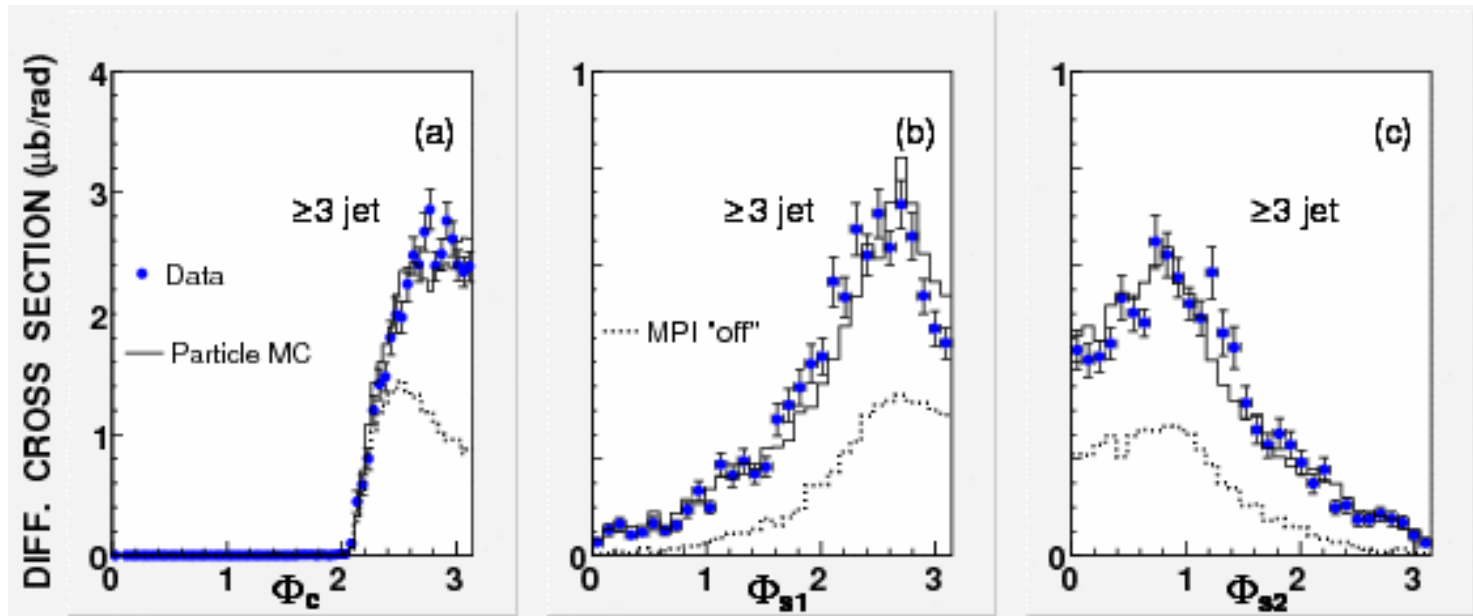 DIFF. CROSS SECTION (μb/rad)
4
3
2
1
0
(a)
≥3 jet
Data
Particle MC
0 1 2 3
Φc
1
0
(b)
≥3 jet
MPI "off"
0 1 2 3
Φs1
1
0
(c)
≥3 jet
0 1 2 3
Φs2